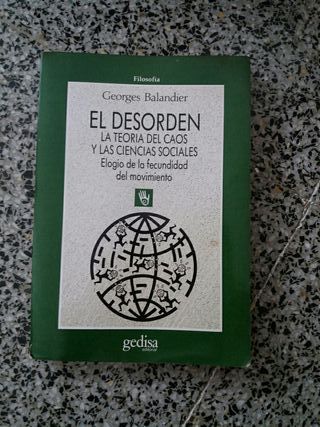 Filosofía
Georges Balandier
EL DESORDEN
LA TEORIA DEL CAOS
Y LAS CIENCIAS SOCIALES
Elogio de la fecundidad
del movimiento
gedisa
editorial